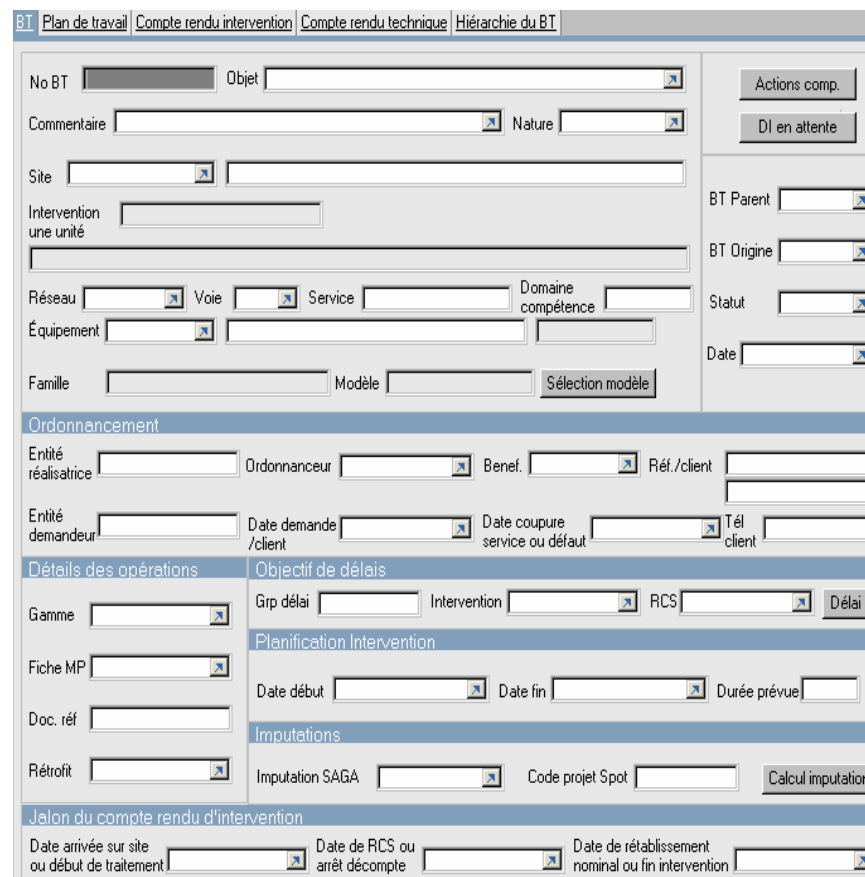 BT Plan de travail Compte rendu intervention Compte rendu technique Hiérarchie du BT
No BT Objet
Actions comp.
Commentaire Nature
DI en attente
Site
BT Parent
Intervention
une unité
BT Origine
Réseau Voie Service Domaine
compétence
Statut
Équipement
Date
Famille Modèle Sélection modèle
Ordonnancement
Entité
réalisatrice Ordonnanceur Benef. Réf./client
Entité
demandeur
Date demande
/client
Date coupure
service ou défaut
Tél
client
Détails des opérations
Objectif de délais
Gamme
Grp délai Intervention RCS Délai
Planification Intervention
Fiche MP
Date début Date fin Durée prévue
Doc. réf
Imputations
Rétrofit
Imputation SAGA Code projet Spot Calcul imputation
Jalon du compte rendu d'intervention
Date arrivée sur site
ou début de traitement
Date de RCS ou
arrêt décompte
Date de rétablissement
nominal ou fin intervention